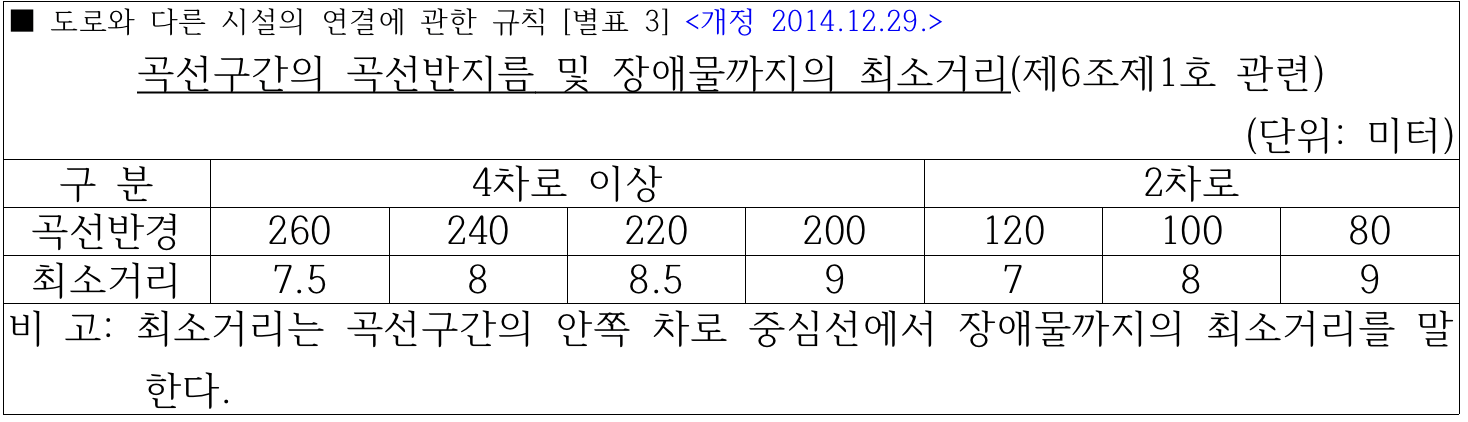 ■ 도로와 다른 시설의 연결에 관한 규칙 [별표 3] <개정 2014.12.29.>
곡선구간의 곡선반지름 및 장애물까지의 최소거리(제6조제1호 관련)
(단위: 미터)
구 분 4차로 이상 2차로
곡선반경 260 240 220 200 120 100 80
최소거리 7.5 8 8.5 9 7 8 9
비 고: 최소거리는 곡선구간의 안쪽 차로 중심선에서 장애물까지의 최소거리를 말
한다.